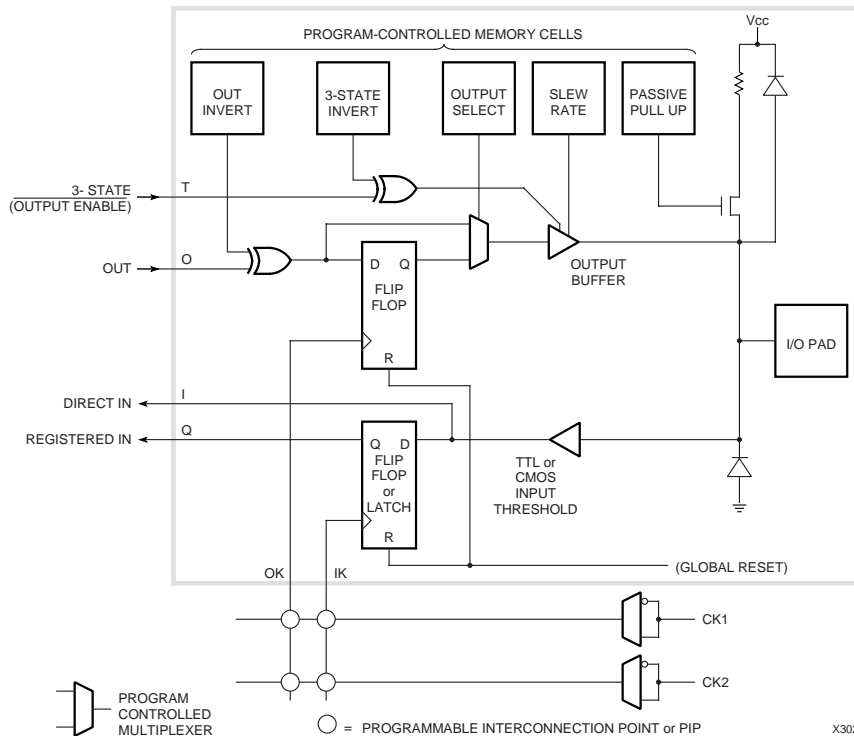 Vcc
PROGRAM-CONTROLLED MEMORY CELLS
OUT
INVERT
3-STATE
INVERT
OUTPUT
SELECT
SLEW
RATE
PASSIVE
PULL UP
3- STATE
(OUTPUT ENABLE)
T
OUT
O
D Q
FLIP
FLOP
R
OUTPUT
BUFFER
I/O PAD
DIRECT IN
I
REGISTERED IN
Q
Q D
FLIP
FLOP
or
LATCH
R
TTL or
CMOS
INPUT
THRESHOLD
OK
IK
(GLOBAL RESET)
CK1
CK2
PROGRAM
CONTROLLED
MULTIPLEXER
= PROGRAMMABLE INTERCONNECTION POINT or PIP
X302